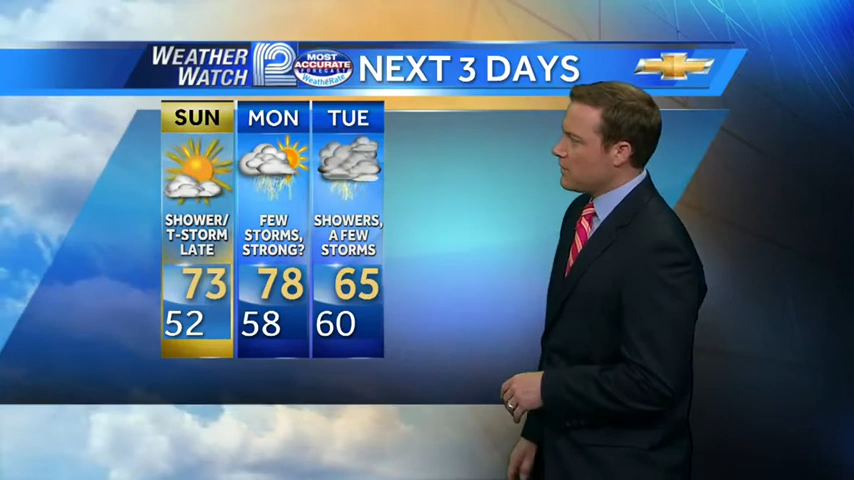 WEATHER WATCH 12 MOST ACCURATE FORECAST WeatheRate NEXT 3 DAYS
SUN MON TUE
SHOWER/ T-STORM LATE
FEW STORMS, STRONG?
SHOWERS, A FEW STORMS
73 78 65
52 58 60